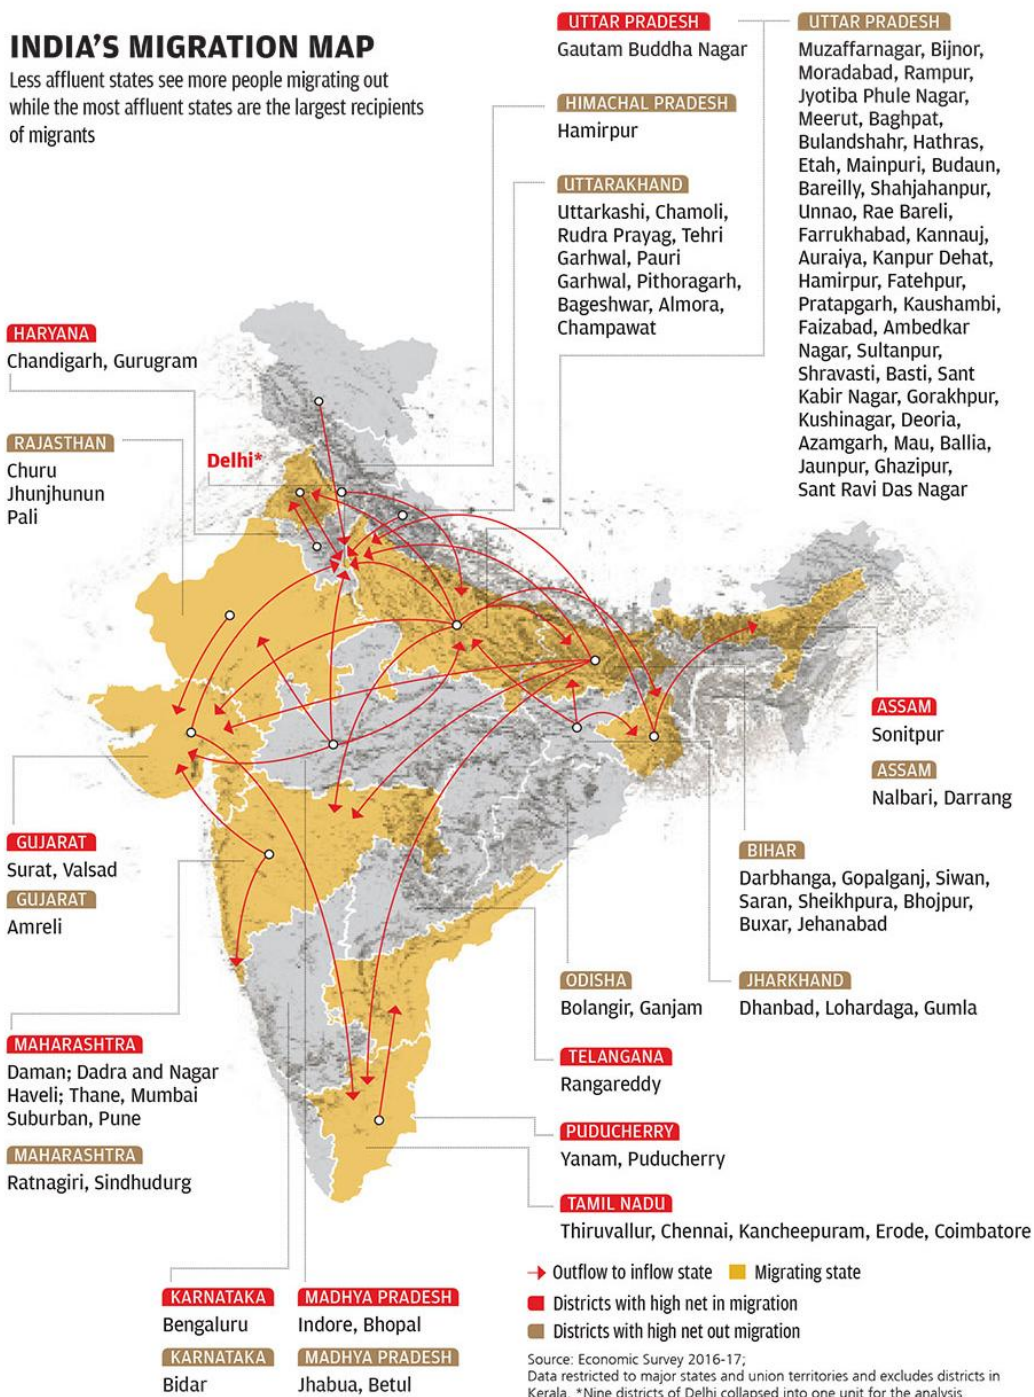 INDIA'S MIGRATION MAP
Less affluent states see more people migrating out
while the most affluent states are the largest recipients
of migrants
UTTAR PRADESH
Gautam Buddha Nagar
HIMACHAL PRADESH
Hamirpur
UTTARAKHAND
Uttarkashi, Chamoli,
Rudra Prayag, Tehri
Garhwal, Pauri
Garhwal, Pithoragarh,
Bageshwar, Almora,
Champawat
UTTAR PRADESH
Muzaffarnagar, Bijnor,
Moradabad, Rampur,
Jyotiba Phule Nagar,
Meerut, Baghpat,
Bulandshahr, Hathras,
Etah, Mainpuri, Budaun,
Bareilly, Shahjahanpur,
Unnao, Rae Bareli,
Farrukhabad, Kannauj,
Auraiya, Kanpur Dehat,
Hamirpur, Fatehpur,
Pratapgarh, Kaushambi,
Faizabad, Ambedkar
Nagar, Sultanpur,
Shravasti, Basti, Sant
Kabir Nagar, Gorakhpur,
Kushinagar, Deoria,
Azamgarh, Mau, Ballia,
Jaunpur, Ghazipur,
Sant Ravi Das Nagar
HARYANA
Chandigarh, Gurugram
RAJASTHAN
Churu
Jhunjhunun
Pali
Delhi*
ASSAM
Sonitpur
ASSAM
Nalbari, Darrang
GUJARAT
Surat, Valsad
GUJARAT
Amreli
BIHAR
Darbhanga, Gopalganj, Siwan,
Saran, Sheikhpura, Bhojpur,
Buxar, Jehanabad
ODISHA
Bolangir, Ganjam
JHARKHAND
Dhanbad, Lohardaga, Gumla
MAHARASHTRA
Daman; Dadra and Nagar
Haveli; Thane, Mumbai
Suburban, Pune
MAHARASHTRA
Ratnagiri, Sindhudurg
TELANGANA
Rangareddy
PUDUCHERRY
Yanam, Puducherry
TAMIL NADU
Thiruvallur, Chennai, Kancheepuram, Erode, Coimbatore
KARNATAKA
Bengaluru
KARNATAKA
Bidar
MADHYA PRADESH
Indore, Bhopal
MADHYA PRADESH
Jhabua, Betul
Outflow to inflow state Migrating state
Districts with high net in migration
Districts with high net out migration
Source: Economic Survey 2016-17;
Data restricted to major states and union territories and excludes districts in
Kerala. *Nine districts of Delhi collapsed into one unit for the analysis